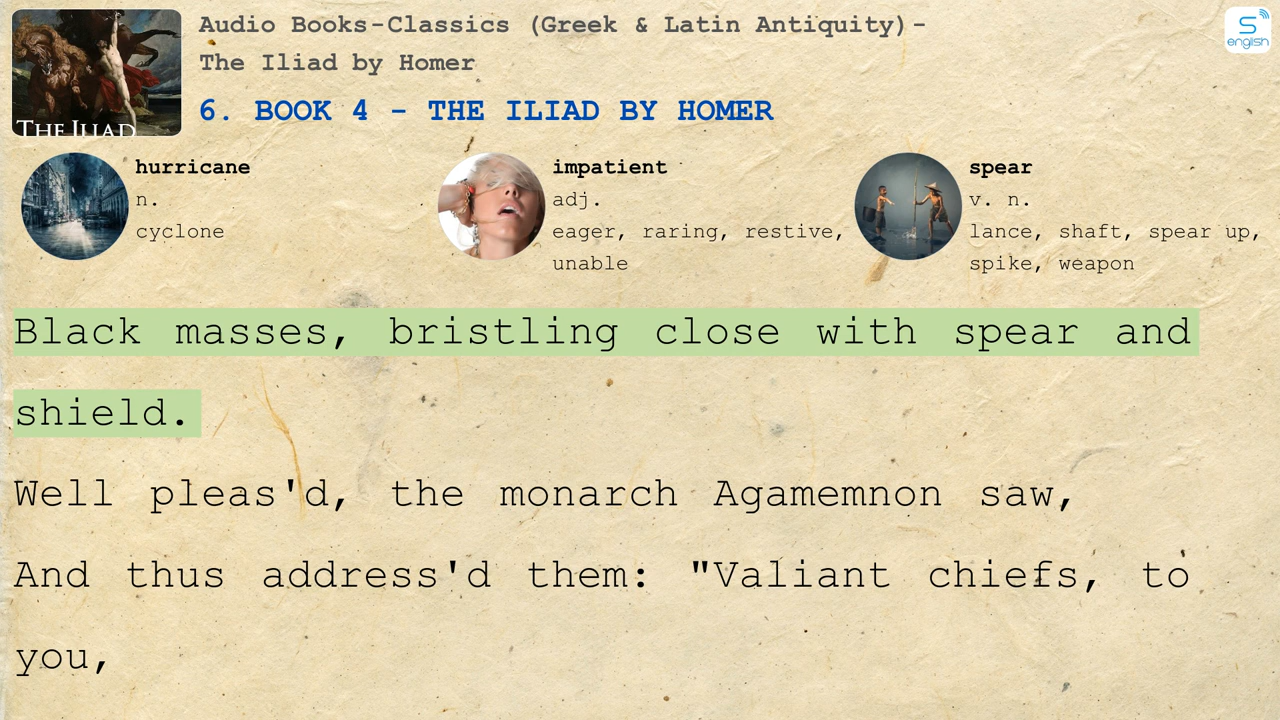 Audio Books-Classics (Greek & Latin Antiquity)-
The Iliad by Homer
6. BOOK 4 - THE ILIAD BY HOMER
THE ILIAD
S
english
hurricane
n.
cyclone
impatient
adj.
eager, raring, restive,
unable
spear
v. n.
lance, shaft, spear up,
spike, weapon
Black masses, bristling close with spear and
shield.
Well pleas'd, the monarch Agamemnon saw,
And thus address'd them: "Valiant chiefs, to
you,